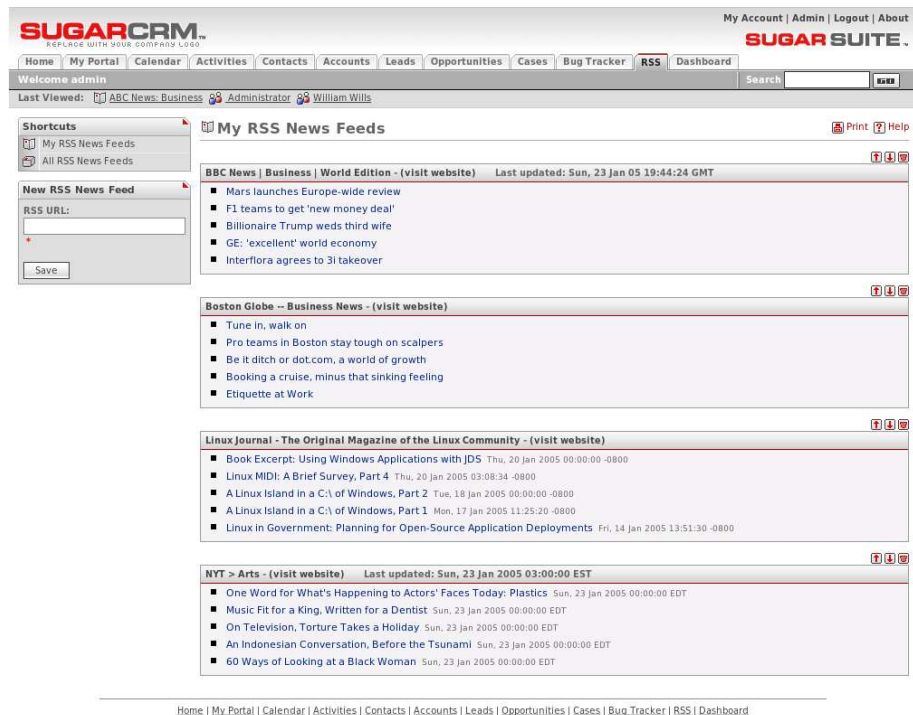 My Account | Admin | Logout | About
SUGARCRM™
REPLACE WITH YOUR COMPANY LOGO
SUGAR SUITE™
Home My Portal Calendar Activities Contacts Accounts Leads Opportunities Cases Bug Tracker RSS Dashboard
Welcome admin
Search GO
Last Viewed: ABC News: Business Administrator William Wills
Shortcuts
My RSS News Feeds
All RSS News Feeds
New RSS News Feed
RSS URL:
*
Save
My RSS News Feeds
Print ? Help
BBC News | Business | World Edition - (visit website) Last updated: Sun, 23 Jan 05 19:44:24 GMT
Mars launches Europe-wide review
F1 teams to get 'new money deal'
Billionaire Trump weds third wife
GE: 'excellent' world economy
Interflora agrees to 3i takeover
Boston Globe -- Business News - (visit website)
Tune in, walk on
Pro teams in Boston stay tough on scalpers
Be it ditch or dot.com, a world of growth
Booking a cruise, minus that sinking feeling
Etiquette at Work
Linux Journal - The Original Magazine of the Linux Community - (visit website)
Book Excerpt: Using Windows Applications with JDS Thu, 20 Jan 2005 00:00:00 -0800
Linux MIDI: A Brief Survey, Part 4 Thu, 20 Jan 2005 03:08:34 -0800
A Linux Island in a C:\ of Windows, Part 2 Tue, 18 Jan 2005 00:00:00 -0800
A Linux Island in a C:\ of Windows, Part 1 Mon, 17 Jan 2005 11:25:20 -0800
Linux in Government: Planning for Open-Source Application Deployments Fri, 14 Jan 2005 13:51:30 -0800
NYT > Arts - (visit website) Last updated: Sun, 23 Jan 2005 03:00:00 EST
One Word for What's Happening to Actors' Faces Today: Plastics Sun, 23 Jan 2005 00:00:00 EDT
Music Fit for a King, Written for a Dentist Sun, 23 Jan 2005 00:00:00 EDT
On Television, Torture Takes a Holiday Sun, 23 Jan 2005 00:00:00 EDT
An Indonesian Conversation, Before the Tsunami Sun, 23 Jan 2005 00:00:00 EDT
60 Ways of Looking at a Black Woman Sun, 23 Jan 2005 00:00:00 EDT
Home | My Portal | Calendar | Activities | Contacts | Accounts | Leads | Opportunities | Cases | Bug Tracker | RSS | Dashboard